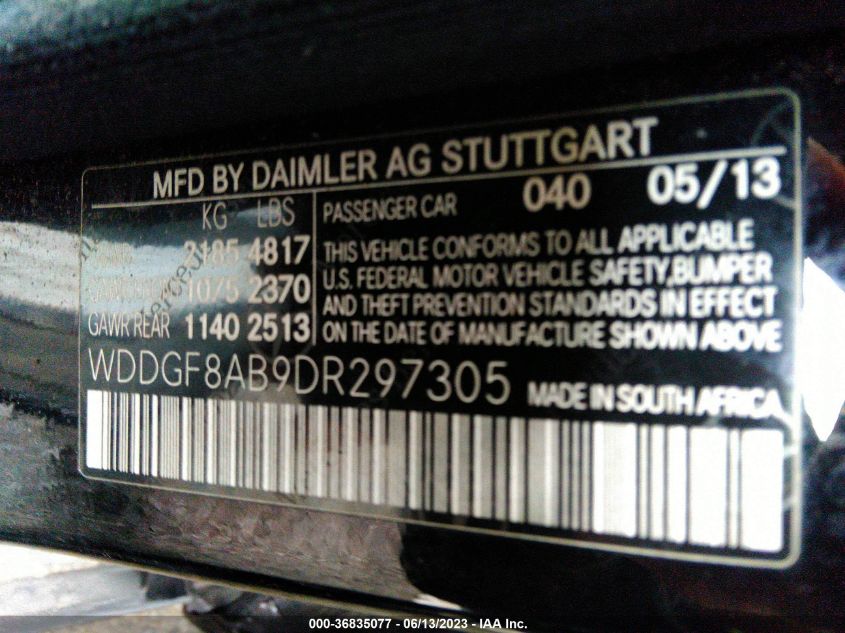 MFD BY DAIMLER AG STUTTGART
KG LBS
PASSENGER CAR 040 05/13
2185 4817
1075 2370
GAWR REAR 1140 2513
THIS VEHICLE CONFORMS TO ALL APPLICABLE
U.S. FEDERAL MOTOR VEHICLE SAFETY, BUMPER
AND THEFT PREVENTION STANDARDS IN EFFECT
ON THE DATE OF MANUFACTURE SHOWN ABOVE
WDDGF8AB9DR297305 MADE IN SOUTH AFRICA
000-36835077 - 06/13/2023 - IAA Inc.